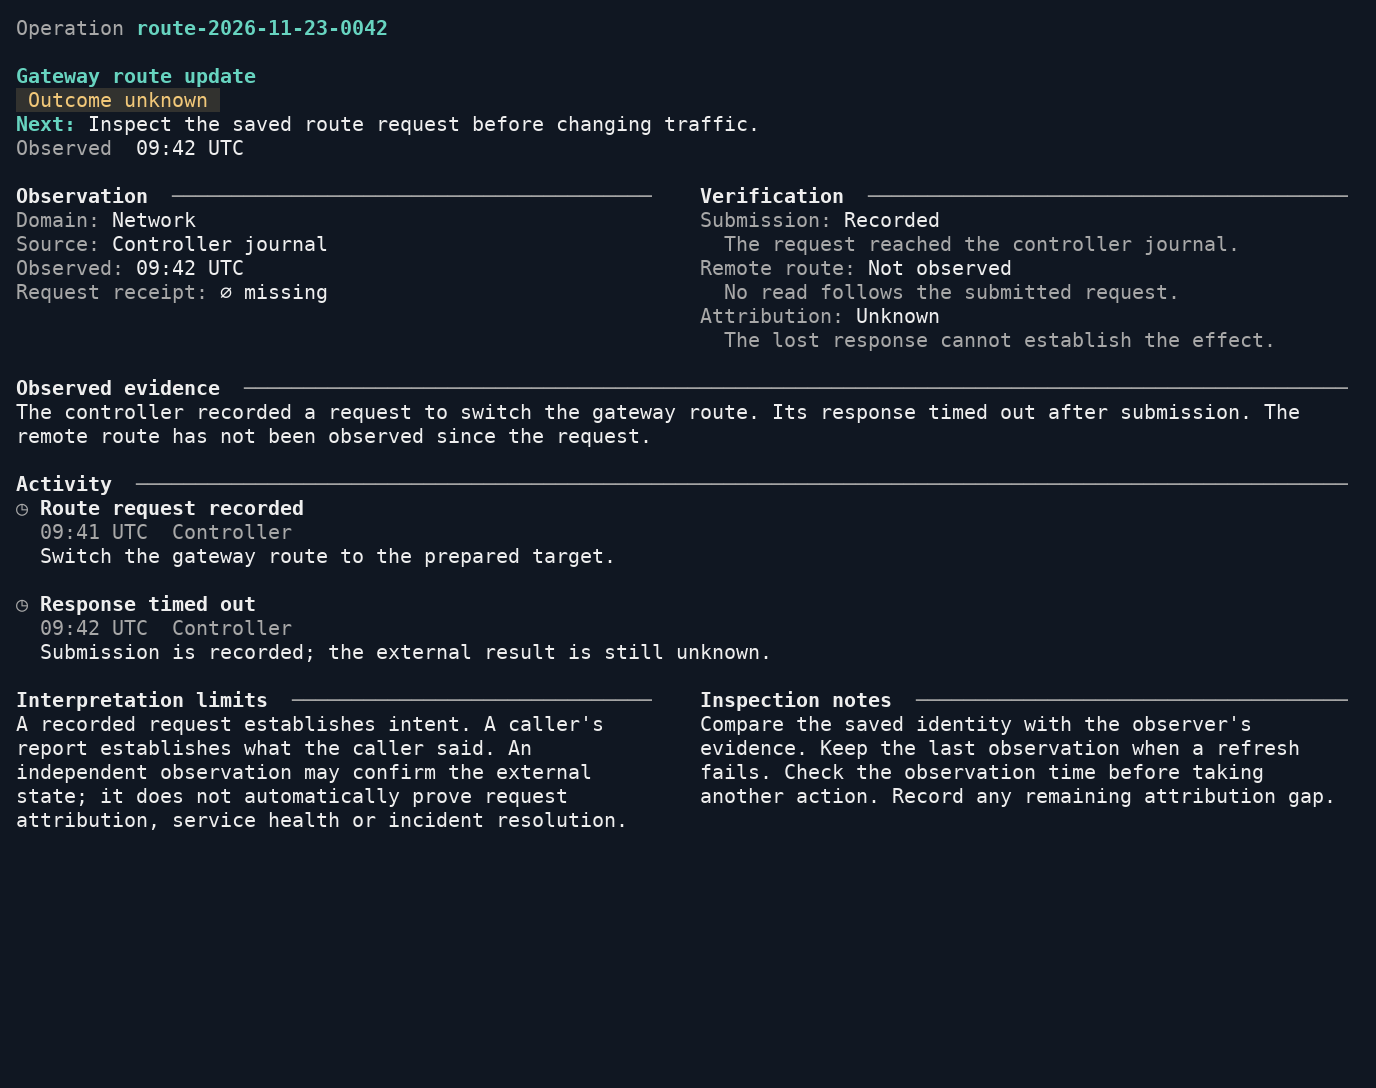 Operation route-2026-11-23-0042
Gateway route update
Outcome unknown
Next: Inspect the saved route request before changing traffic.
Observed  09:42 UTC
Observation
Domain: Network
Source: Controller journal
Observed: 09:42 UTC
Request receipt: ∅ missing
Verification
Submission: Recorded
The request reached the controller journal.
Remote route: Not observed
No read follows the submitted request.
Attribution: Unknown
The lost response cannot establish the effect.
Observed evidence
The controller recorded a request to switch the gateway route. Its response timed out after submission. The
remote route has not been observed since the request.
Activity
◷ Route request recorded
09:41 UTC  Controller
Switch the gateway route to the prepared target.
◷ Response timed out
09:42 UTC  Controller
Submission is recorded; the external result is still unknown.
Interpretation limits
A recorded request establishes intent. A caller's
report establishes what the caller said. An
independent observation may confirm the external
state; it does not automatically prove request
attribution, service health or incident resolution.
Inspection notes
Compare the saved identity with the observer's
evidence. Keep the last observation when a refresh
fails. Check the observation time before taking
another action. Record any remaining attribution gap.